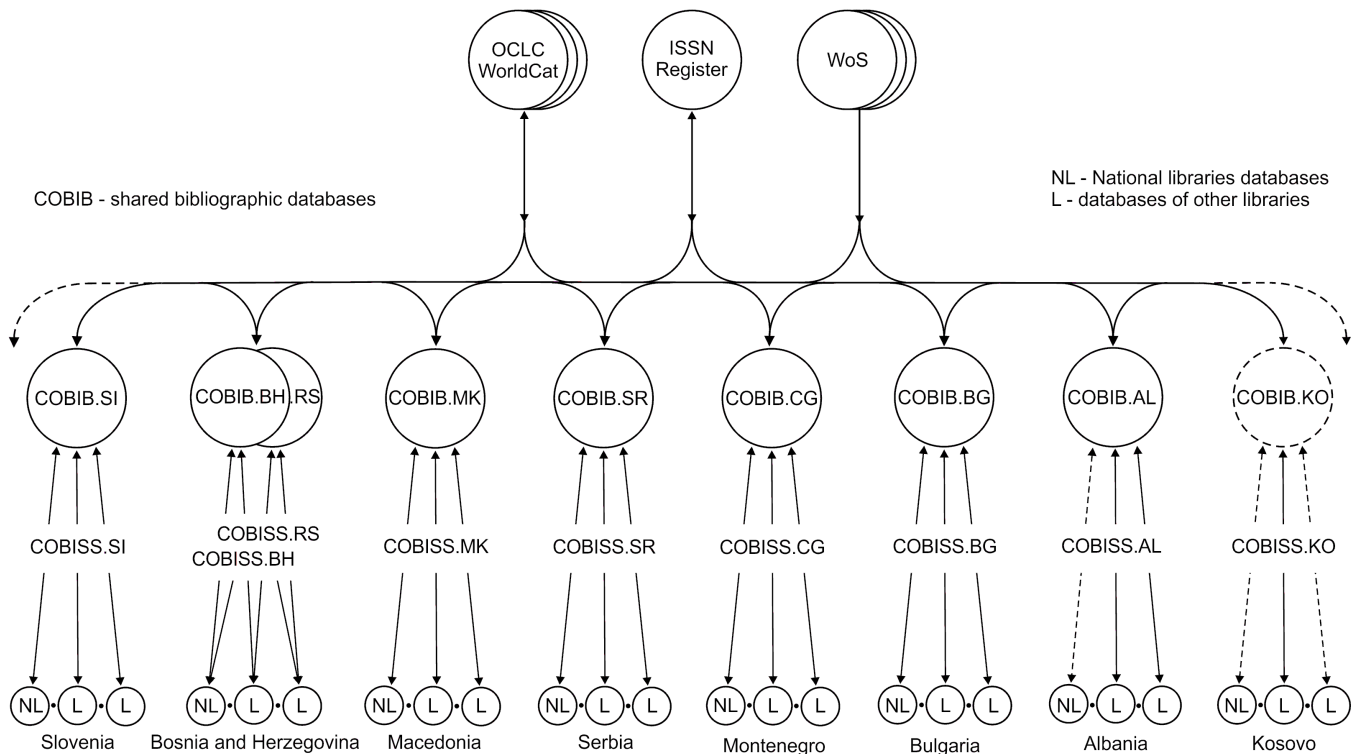 OCLC
WorldCat
ISSN
Register
WoS
COBIB - shared bibliographic databases
NL - National libraries databases
L - databases of other libraries
COBIB.SI
COBIB.BH
.RS
COBIB.MK
COBIB.SR
COBIB.CG
COBIB.BG
COBIB.AL
COBIB.KO
COBISS.SI
COBISS.RS
COBISS.BH
COBISS.MK
COBISS.SR
COBISS.CG
COBISS.BG
COBISS.AL
COBISS.KO
NL • L • L
NL • L • L
NL • L • L
NL • L • L
NL • L • L
NL • L • L
NL • L • L
NL • L • L
Slovenia
Bosnia and Herzegovina
Macedonia
Serbia
Montenegro
Bulgaria
Albania
Kosovo